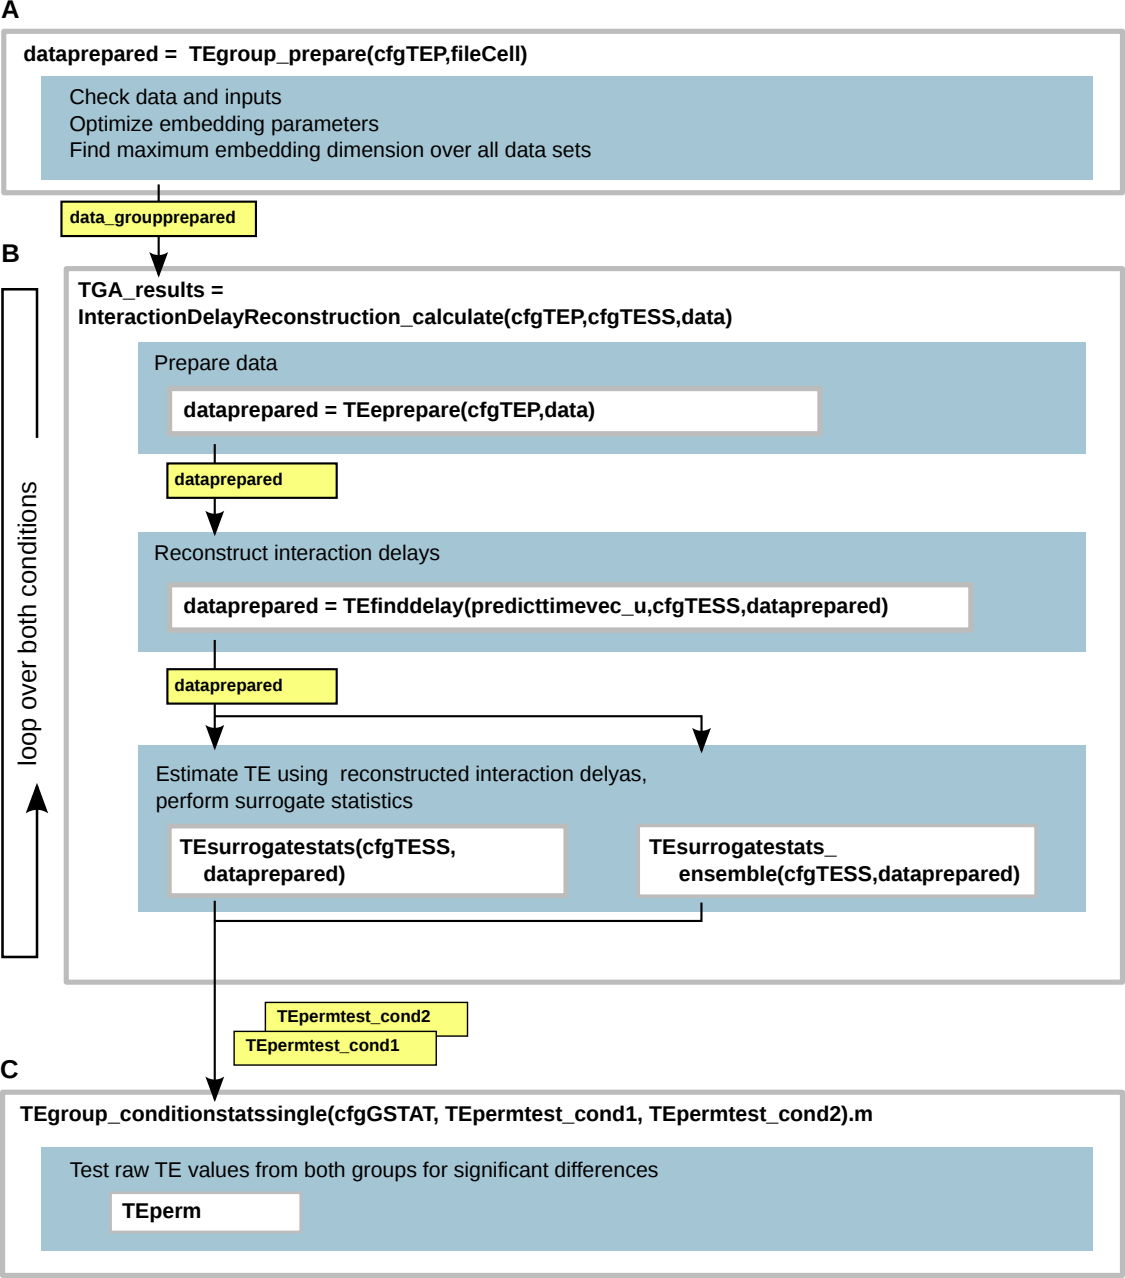 A
dataprepared =  TEgroup_prepare(cfgTEP,fileCell)
Check data and inputs
Optimize embedding parameters
Find maximum embedding dimension over all data sets
data_groupprepared
B
TGA_results =
InteractionDelayReconstruction_calculate(cfgTEP,cfgTESS,data)
Prepare data
dataprepared = TEeprepare(cfgTEP,data)
dataprepared
Reconstruct interaction delays
dataprepared = TEfinddelay(predicttimevec_u,cfgTESS,dataprepared)
dataprepared
Estimate TE using  reconstructed interaction delyas,
perform surrogate statistics
TEsurrogatestats(cfgTESS,
dataprepared)
TEsurrogatestats_
ensemble(cfgTESS,dataprepared)
loop over both conditions
TEpermtest_cond2
TEpermtest_cond1
C
TEgroup_conditionstatssingle(cfgGSTAT, TEpermtest_cond1, TEpermtest_cond2).m
Test raw TE values from both groups for significant differences
TEperm